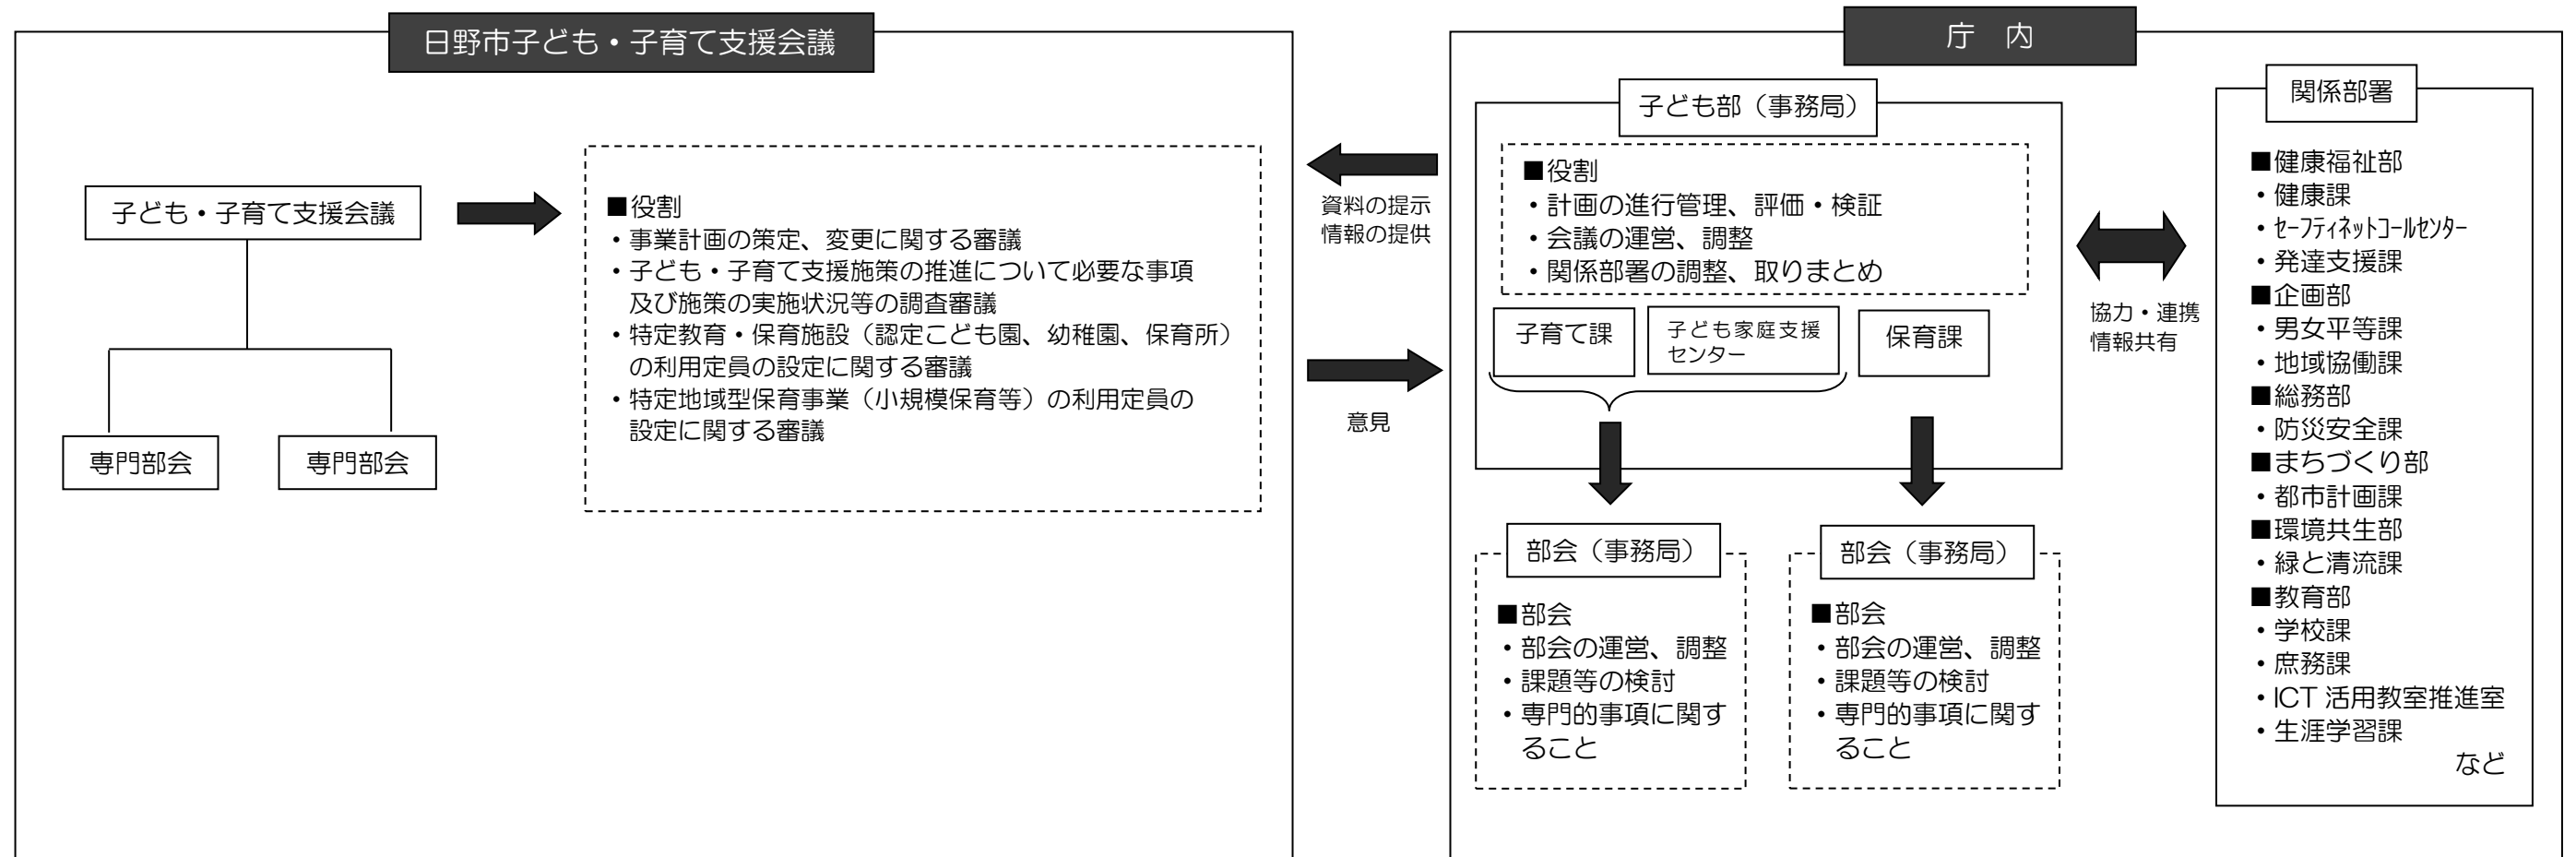 日野市子ども・子育て支援会議
子ども・子育て支援会議
専門部会
専門部会
■役割
・事業計画の策定、変更に関する審議
・子ども・子育て支援施策の推進について必要な事項
及び施策の実施状況等の調査審議
・特定教育・保育施設（認定こども園、幼稚園、保育所）
の利用定員の設定に関する審議
・特定地域型保育事業（小規模保育等）の利用定員の
設定に関する審議
資料の提示
情報の提供
意見
庁　内
子ども部（事務局）
■役割
・計画の進行管理、評価・検証
・会議の運営、調整
・関係部署の調整、取りまとめ
子育て課
子ども家庭支援
センター
保育課
部会（事務局）
■部会
・部会の運営、調整
・課題等の検討
・専門的事項に関す
ること
部会（事務局）
■部会
・部会の運営、調整
・課題等の検討
・専門的事項に関す
ること
協力・連携
情報共有
関係部署
■健康福祉部
・健康課
・ｾｰﾌﾃｨﾈｯﾄｺｰﾙｾﾝﾀｰ
・発達支援課
■企画部
・男女平等課
・地域協働課
■総務部
・防災安全課
■まちづくり部
・都市計画課
■環境共生部
・緑と清流課
■教育部
・学校課
・庶務課
・ICT 活用教室推進室
・生涯学習課
など